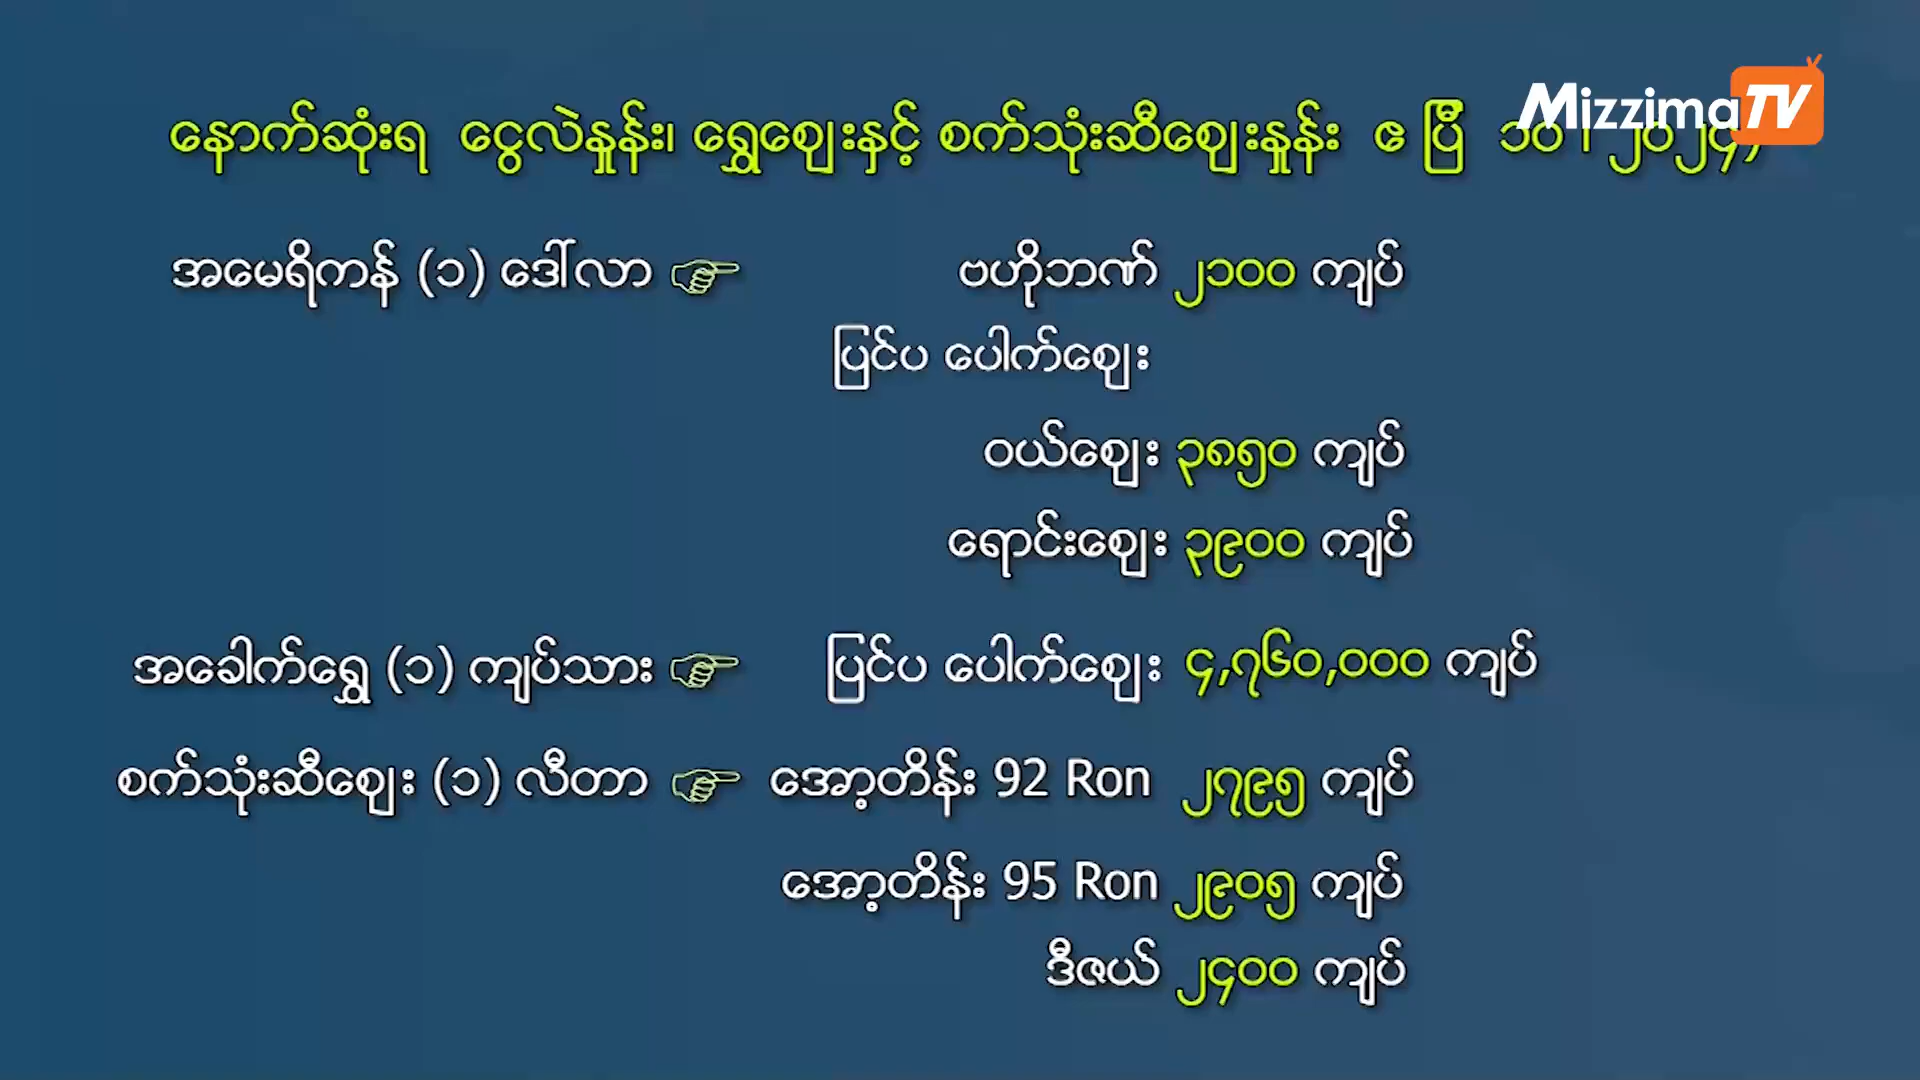 Mizzima TV
နောက်ဆုံးရ ငွေလဲနှုန်း၊ ရွှေဈေးနှင့် စက်သုံးဆီဈေးနှုန်း ဧ ပြီ ၁၀ ၊ ၂၀၂၄)
အမေရိကန် (၁) ဒေါ်လာ ☞ ဗဟိုဘဏ် ၂၁၀၀ ကျပ်
ပြင်ပ ပေါက်ဈေး
ဝယ်ဈေး ၃၈၅၀ ကျပ်
ရောင်းဈေး ၃၉၀၀ ကျပ်
အခေါက်ရွှေ (၁) ကျပ်သား ☞ ပြင်ပ ပေါက်ဈေး ၄,၇၆၀,၀၀၀ ကျပ်
စက်သုံးဆီဈေး (၁) လီတာ ☞ အော့တိန်း 92 Ron ၂၇၉၅ ကျပ်
အော့တိန်း 95 Ron ၂၉၀၅ ကျပ်
ဒီဇယ် ၂၄၀၀ ကျပ်